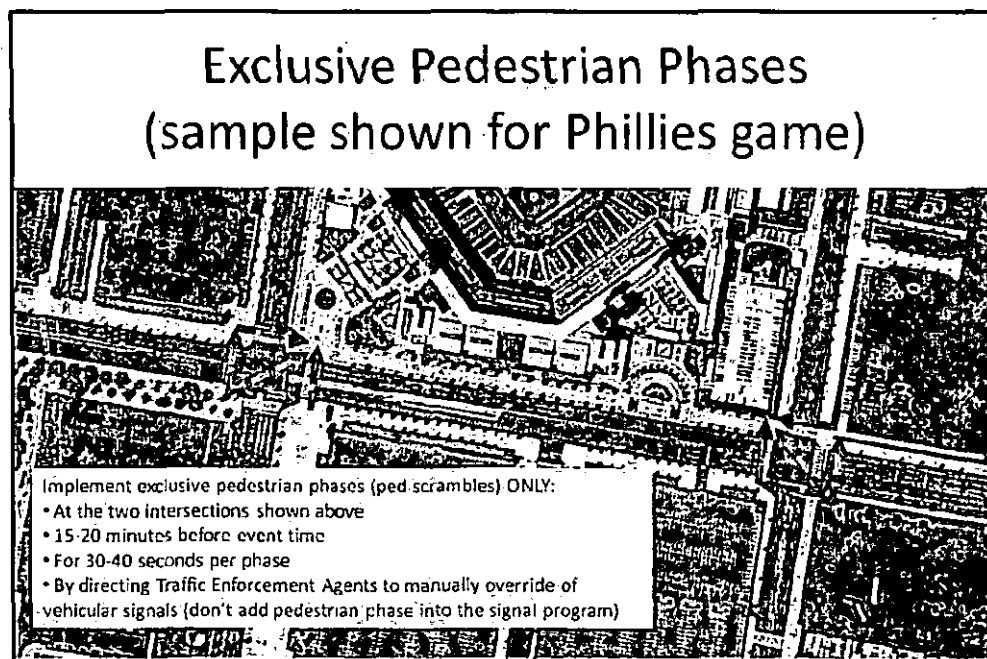 Exclusive Pedestrian Phases
(sample shown for Phillies game)
Implement exclusive pedestrian phases (ped scrambles) ONLY:
• At the two intersections shown above
• 15-20 minutes before event time
• For 30-40 seconds per phase
• By directing Traffic Enforcement Agents to manually override of
vehicular signals (don't add pedestrian phase into the signal program)